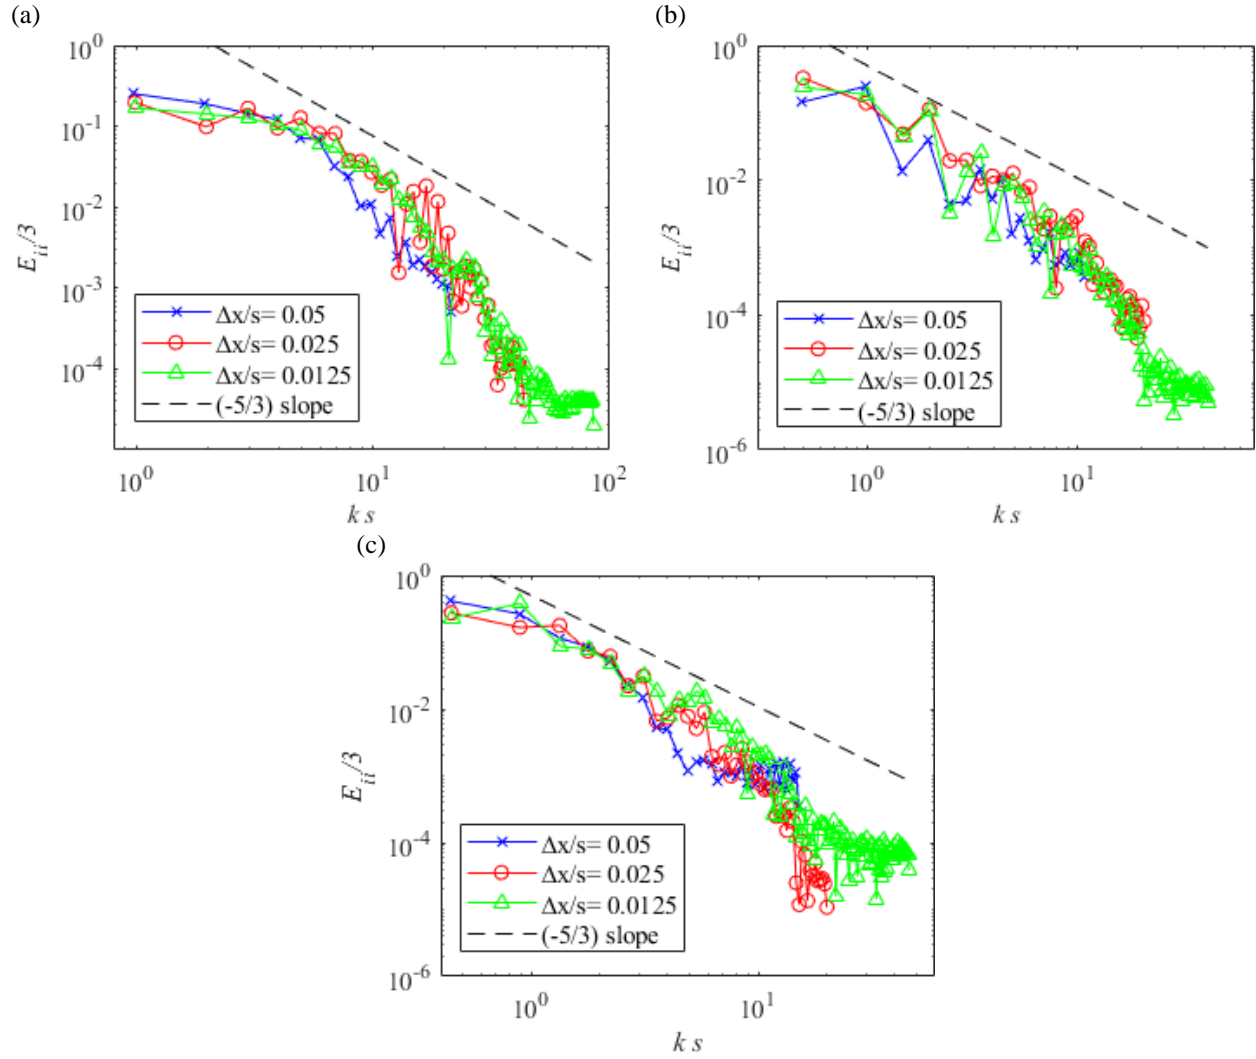 (a)
10^0
10^-1
10^-2
10^-3
10^-4
E_ii/3
Δx/s= 0.05
Δx/s= 0.025
Δx/s= 0.0125
(-5/3) slope
10^0
10^1
10^2
k s
(b)
10^0
10^-2
10^-4
10^-6
E_ii/3
Δx/s= 0.05
Δx/s= 0.025
Δx/s= 0.0125
(-5/3) slope
10^0
10^1
k s
(c)
10^0
10^-2
10^-4
10^-6
E_ii/3
Δx/s= 0.05
Δx/s= 0.025
Δx/s= 0.0125
(-5/3) slope
10^0
10^1
k s